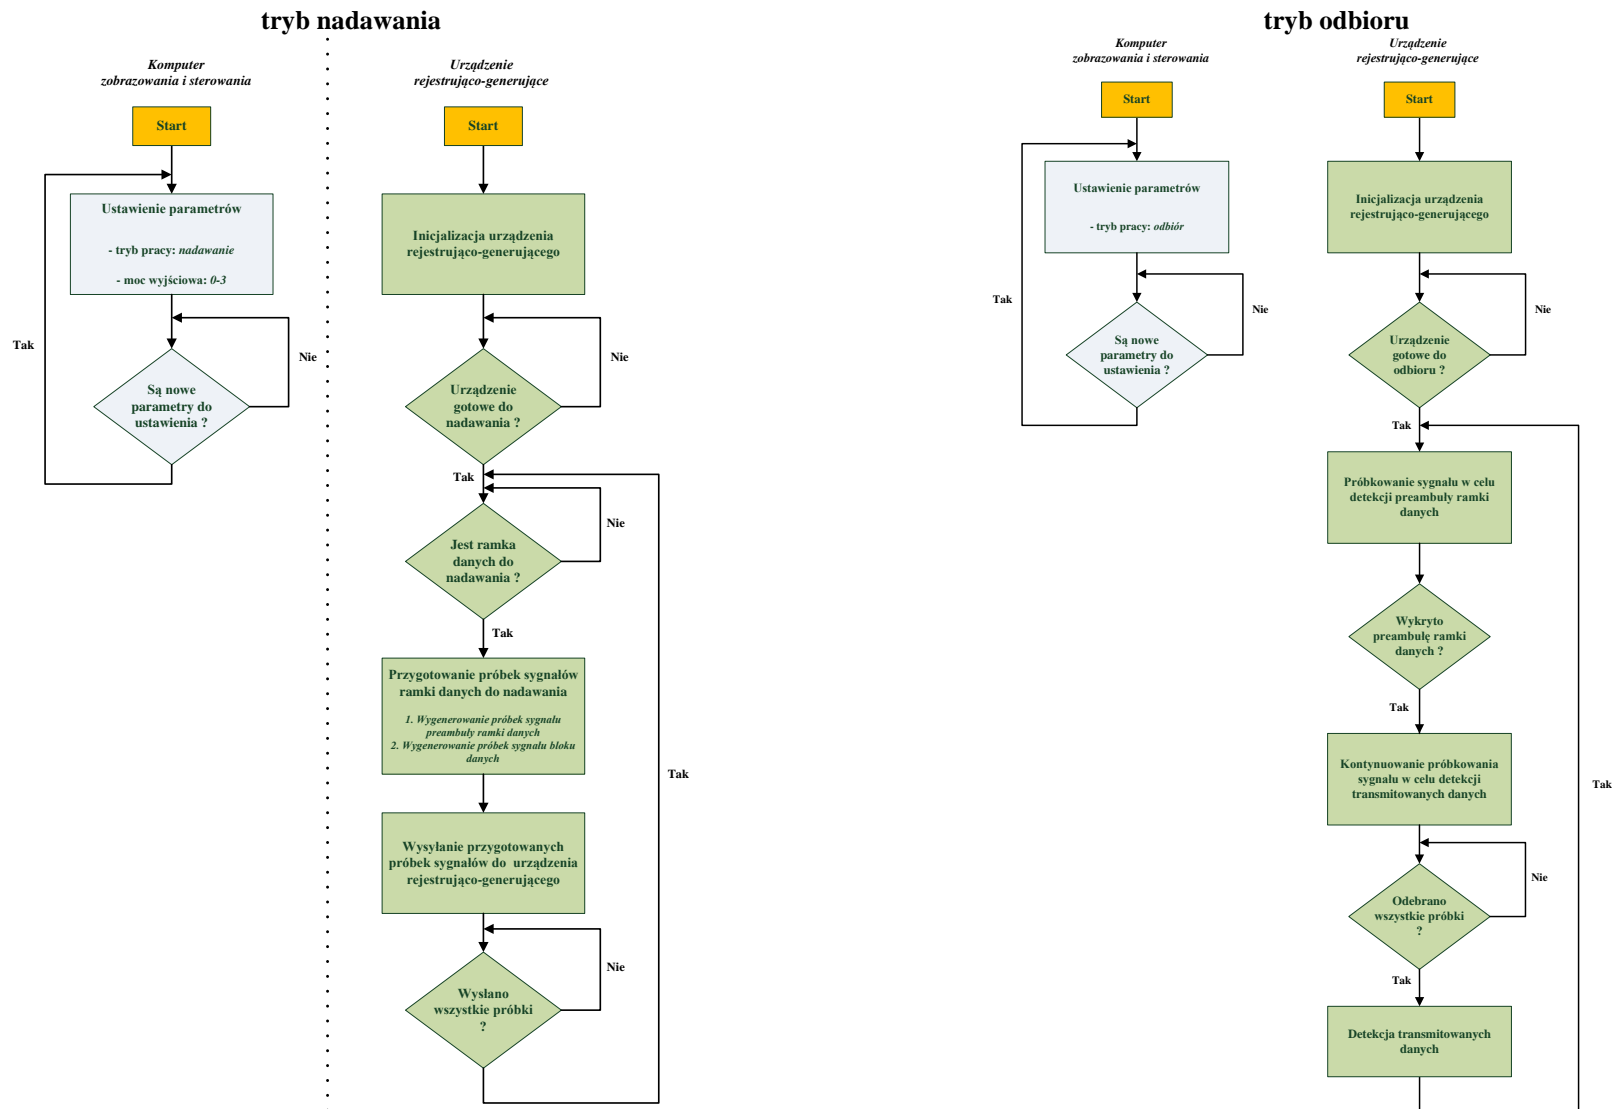 tryb nadawania
Komputer
zobrazowania i sterowania
Start
Ustawienie parametrów
- tryb pracy: nadawanie
- moc wyjściowa: 0-3
Tak
Nie
Są nowe
parametry do
ustawienia ?
Urządzenie
rejestrująco-generujące
Start
Inicjalizacja urządzenia
rejestrująco-generującego
Nie
Urządzenie
gotowe do
nadawania ?
Tak
Nie
Jest ramka
danych do
nadawania ?
Tak
Przygotowanie próbek sygnałów
ramki danych do nadawania
1. Wygenerowanie próbek sygnału
preambuły ramki danych
2. Wygenerowanie próbek sygnału bloku
danych
Tak
Wysyłanie przygotowanych
próbek sygnałów do urządzenia
rejestrująco-generującego
Nie
Wysłano
wszystkie próbki
?
tryb odbioru
Komputer
zobrazowania i sterowania
Start
Ustawienie parametrów
- tryb pracy: odbiór
Tak
Nie
Są nowe
parametry do
ustawienia ?
Urządzenie
rejestrująco-generujące
Start
Inicjalizacja urządzenia
rejestrująco-generującego
Nie
Urządzenie
gotowe do
odbioru ?
Tak
Próbkowanie sygnału w celu
detekcji preambuły ramki
danych
Wykryto
preambułę ramki
danych ?
Tak
Kontynuowanie próbkowania
sygnału w celu detekcji
transmitowanych danych
Tak
Nie
Odebrano
wszystkie próbki
?
Tak
Detekcja transmitowanych
danych